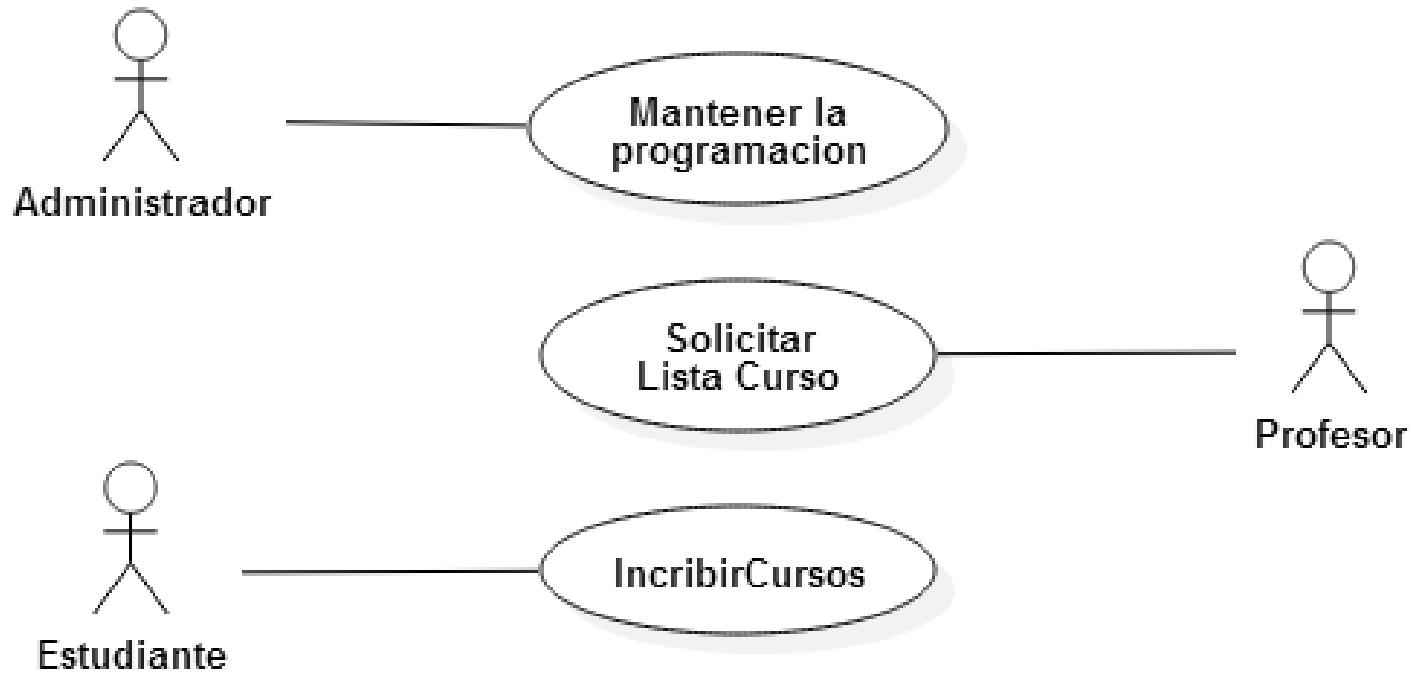 Mantener la
programacion
Administrador
Solicitar
Lista Curso
Profesor
IncribirCursos
Estudiante